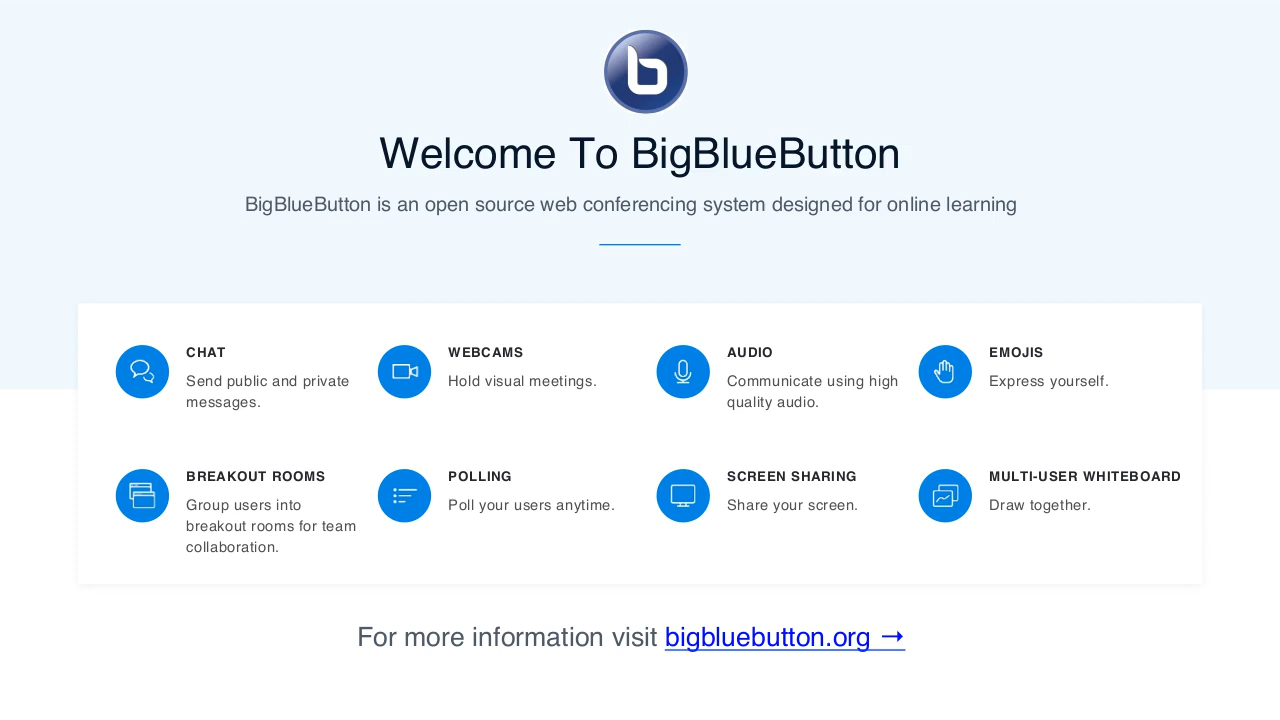 Welcome To BigBlueButton
BigBlueButton is an open source web conferencing system designed for online learning
CHAT
Send public and private
messages.
WEBCAMS
Hold visual meetings.
AUDIO
Communicate using high
quality audio.
EMOJIS
Express yourself.
BREAKOUT ROOMS
Group users into
breakout rooms for team
collaboration.
POLLING
Poll your users anytime.
SCREEN SHARING
Share your screen.
MULTI-USER WHITEBOARD
Draw together.
For more information visit bigbluebutton.org →